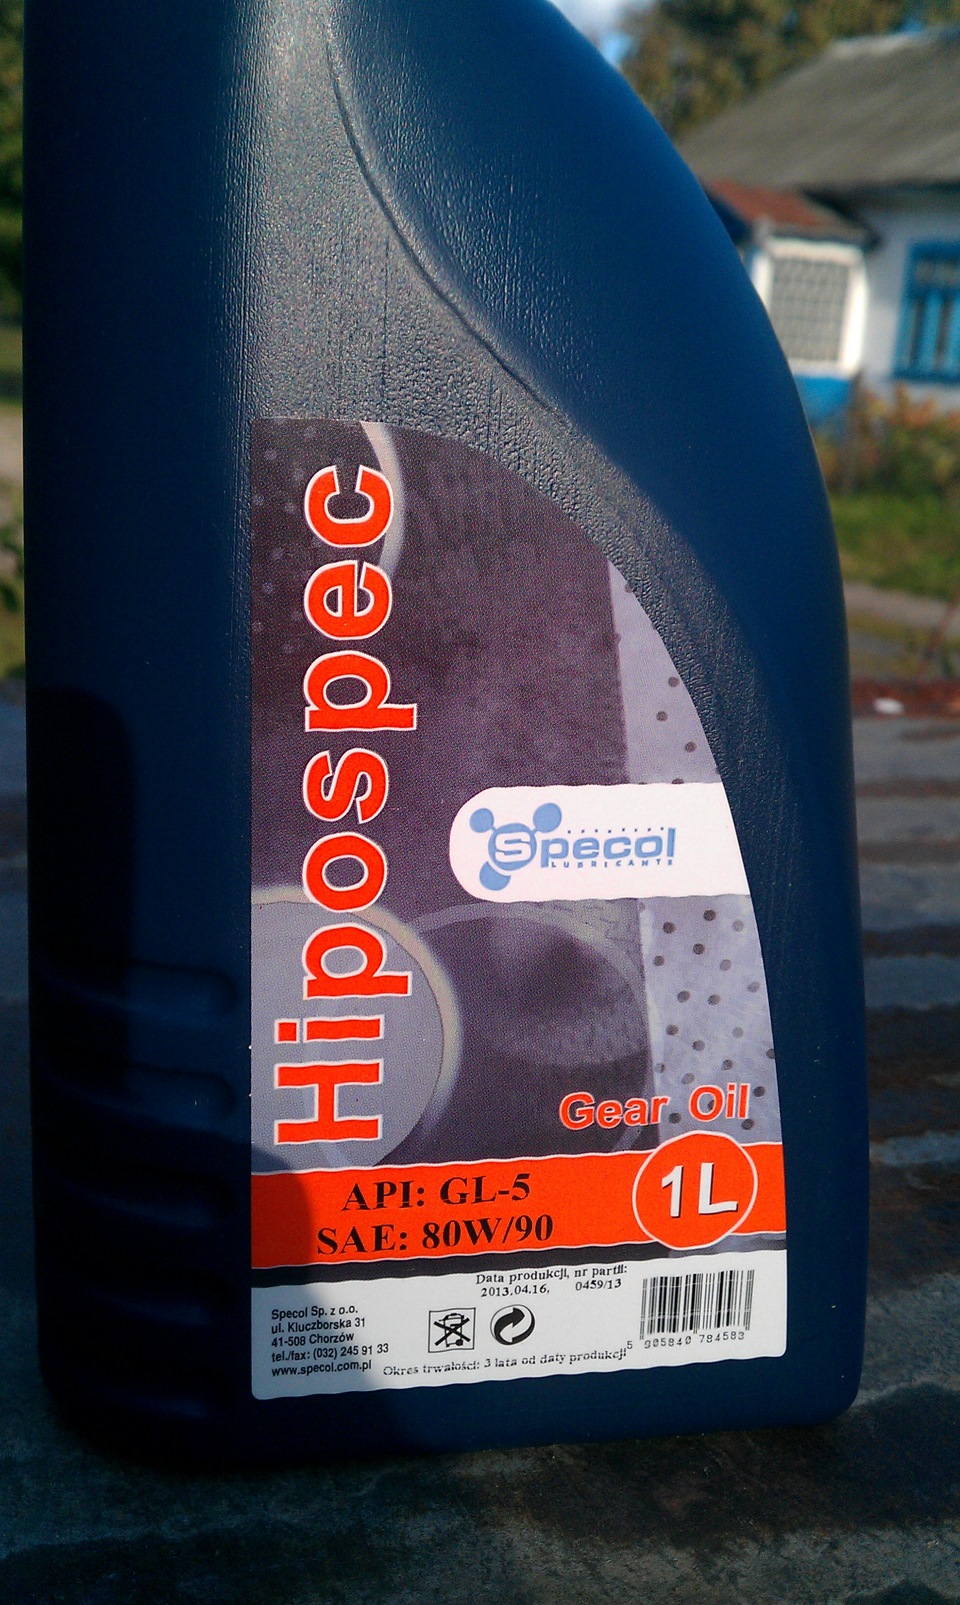 Hipospec
Specol
LUBRICANTS
Gear Oil
API: GL-5
SAE: 80W/90
1L
Data produkcji, nr partii:
2013.04.16, 0459/13
Specol Sp. z o.o.
ul. Kluczborska 31
41-508 Chorzów
tel./fax: (032) 245 91 33
www.specol.com.pl
Okres trwałości: 3 lata od daty produkcji
5 905840 784583